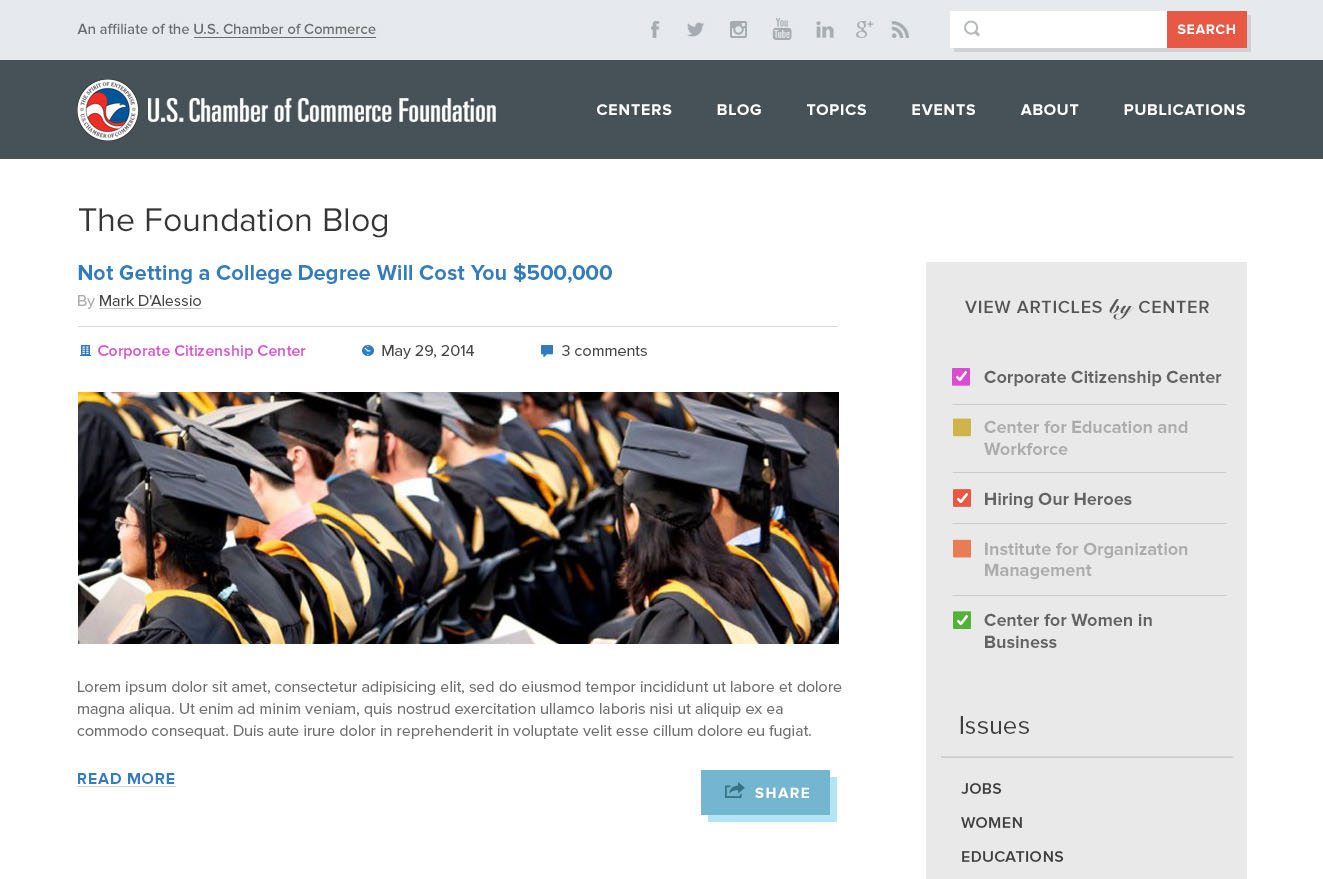 An affiliate of the U.S. Chamber of Commerce
You
Tube
in
g+
SEARCH
THE SPIRIT OF ENTERPRISE
U.S. CHAMBER OF COMMERCE
U.S. Chamber of Commerce Foundation
CENTERS
BLOG
TOPICS
EVENTS
ABOUT
PUBLICATIONS
The Foundation Blog
Not Getting a College Degree Will Cost You $500,000
By Mark D'Alessio
Corporate Citizenship Center
May 29, 2014
3 comments
Lorem ipsum dolor sit amet, consectetur adipisicing elit, sed do eiusmod tempor incididunt ut labore et dolore
magna aliqua. Ut enim ad minim veniam, quis nostrud exercitation ullamco laboris nisi ut aliquip ex ea
commodo consequat. Duis aute irure dolor in reprehenderit in voluptate velit esse cillum dolore eu fugiat.
READ MORE
SHARE
VIEW ARTICLES by CENTER
Corporate Citizenship Center
Center for Education and
Workforce
Hiring Our Heroes
Institute for Organization
Management
Center for Women in
Business
Issues
JOBS
WOMEN
EDUCATIONS